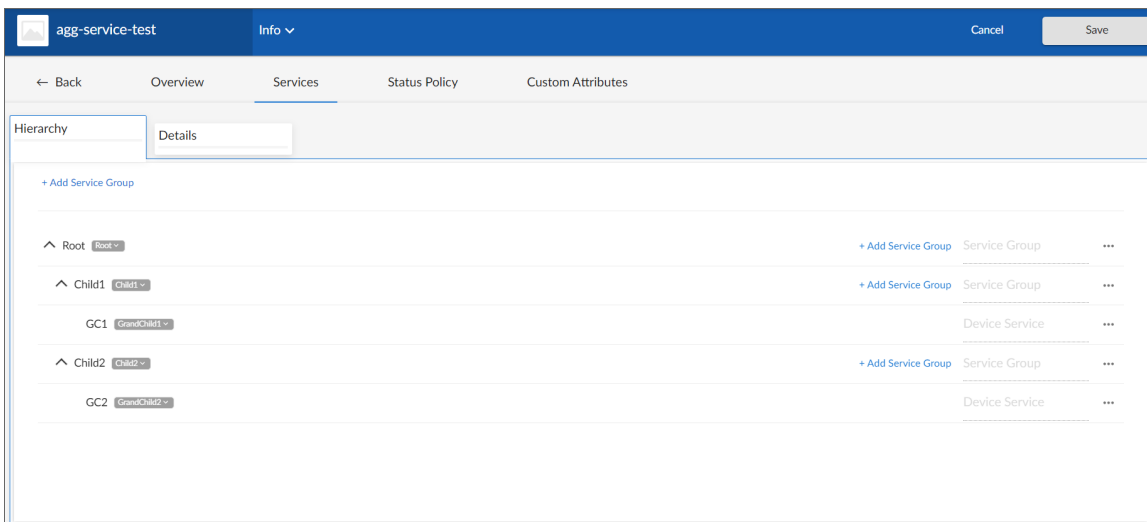 agg-service-test Info Cancel Save
← Back Overview Services Status Policy Custom Attributes
Hierarchy Details
+ Add Service Group
Root Root + Add Service Group Service Group ...
Child1 Child1 + Add Service Group Service Group ...
GC1 GrandChild1 Device Service ...
Child2 Child2 + Add Service Group Service Group ...
GC2 GrandChild2 Device Service ...